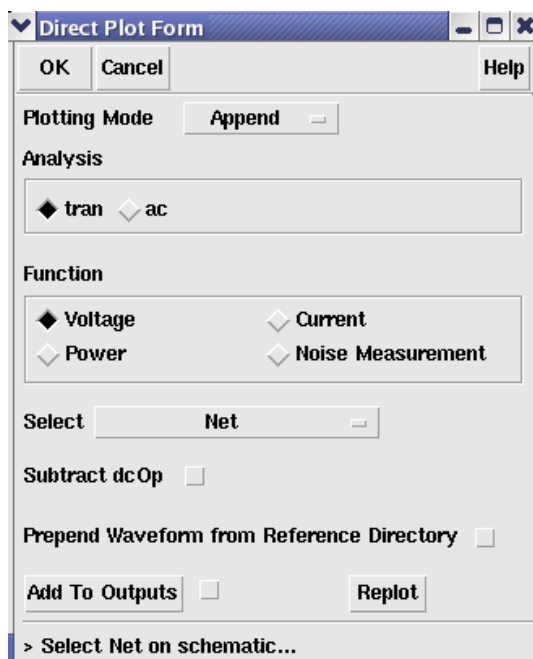 Direct Plot Form
OK Cancel Help
Plotting Mode Append
Analysis
tran ac
Function
Voltage Current
Power Noise Measurement
Select Net
Subtract dcOp
Prepend Waveform from Reference Directory
Add To Outputs Replot
> Select Net on schematic...